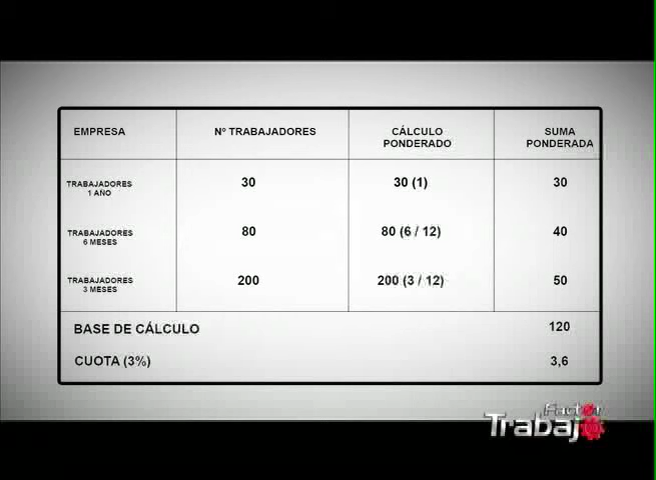 EMPRESA
Nº TRABAJADORES
CÁLCULO
PONDERADO
SUMA
PONDERADA
TRABAJADORES
1 AÑO
30
30 (1)
30
TRABAJADORES
6 MESES
80
80 (6 / 12)
40
TRABAJADORES
3 MESES
200
200 (3 / 12)
50
BASE DE CÁLCULO
120
CUOTA (3%)
3,6
Factor
Trabajo